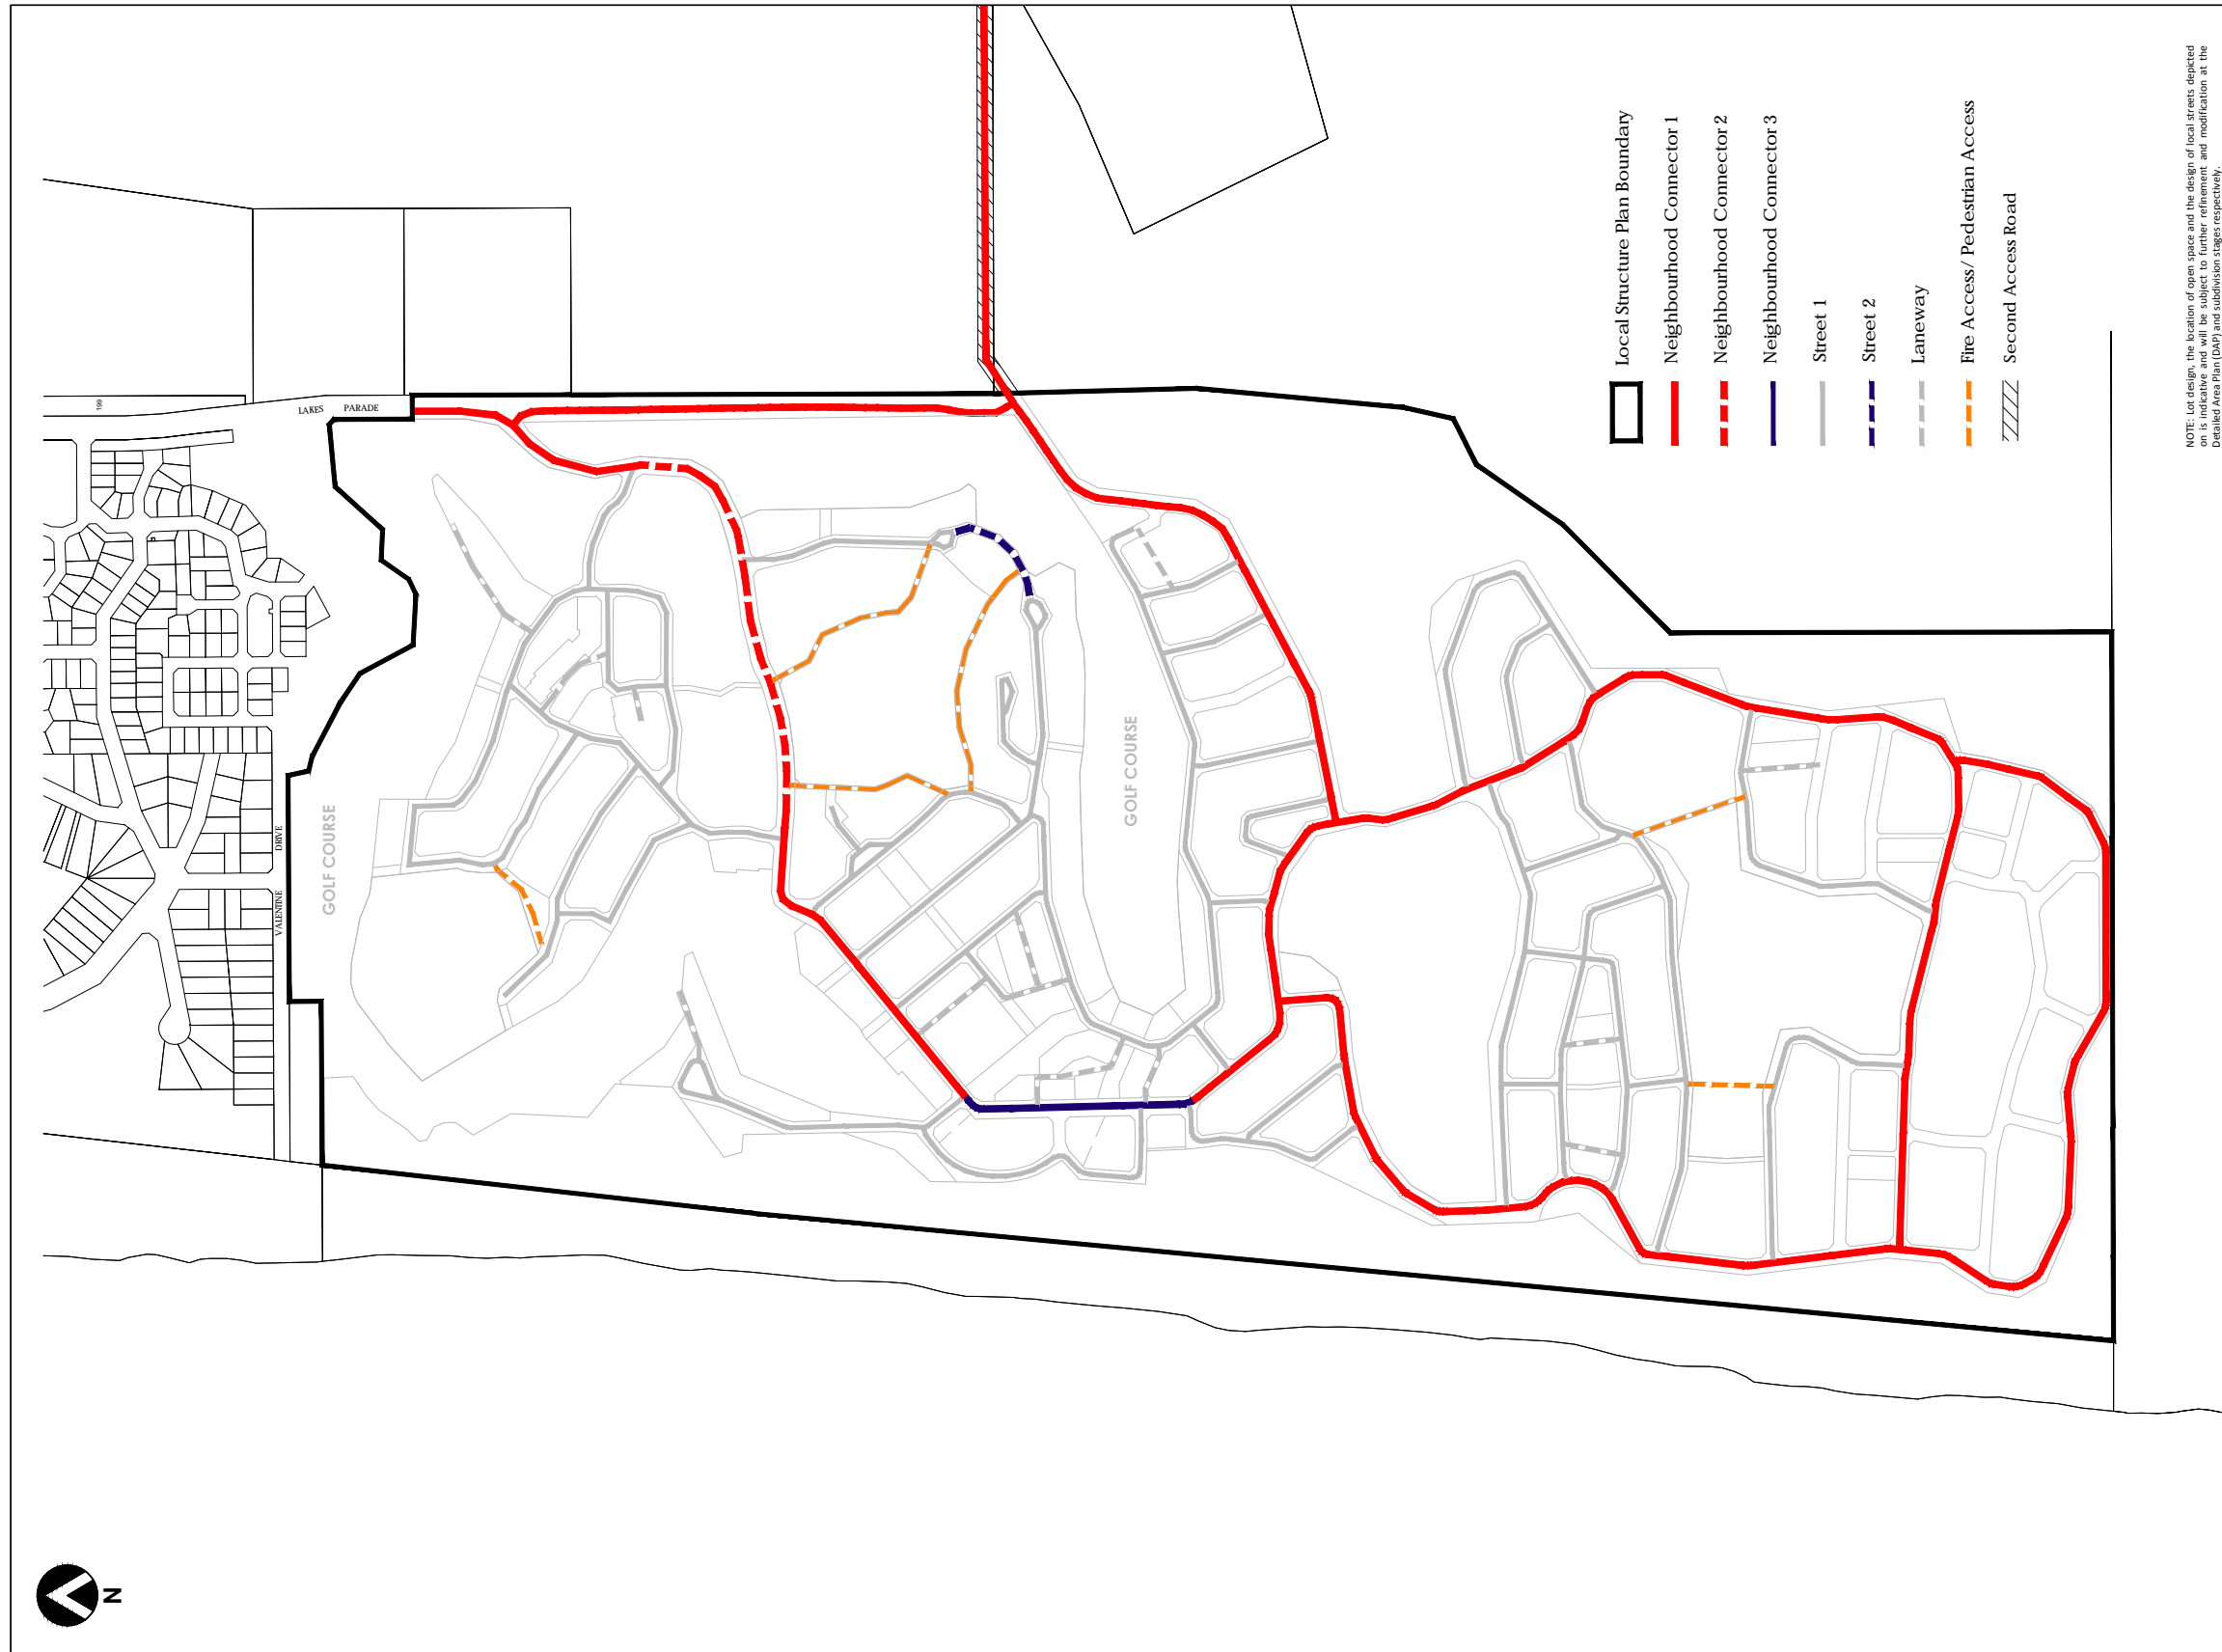 199
LAKES PARADE
VALENTINE DRIVE
GOLF COURSE
GOLF COURSE
Local Structure Plan Boundary
Neighbourhood Connector 1
Neighbourhood Connector 2
Neighbourhood Connector 3
Street 1
Street 2
Laneway
Fire Access/ Pedestrian Access
Second Access Road
NOTE: Lot design, the location of open space and the design of local streets depicted
on is indicative and will be subject to further refinement and modification at the
Detailed Area Plan (DAP) and subdivision stages respectively.
N